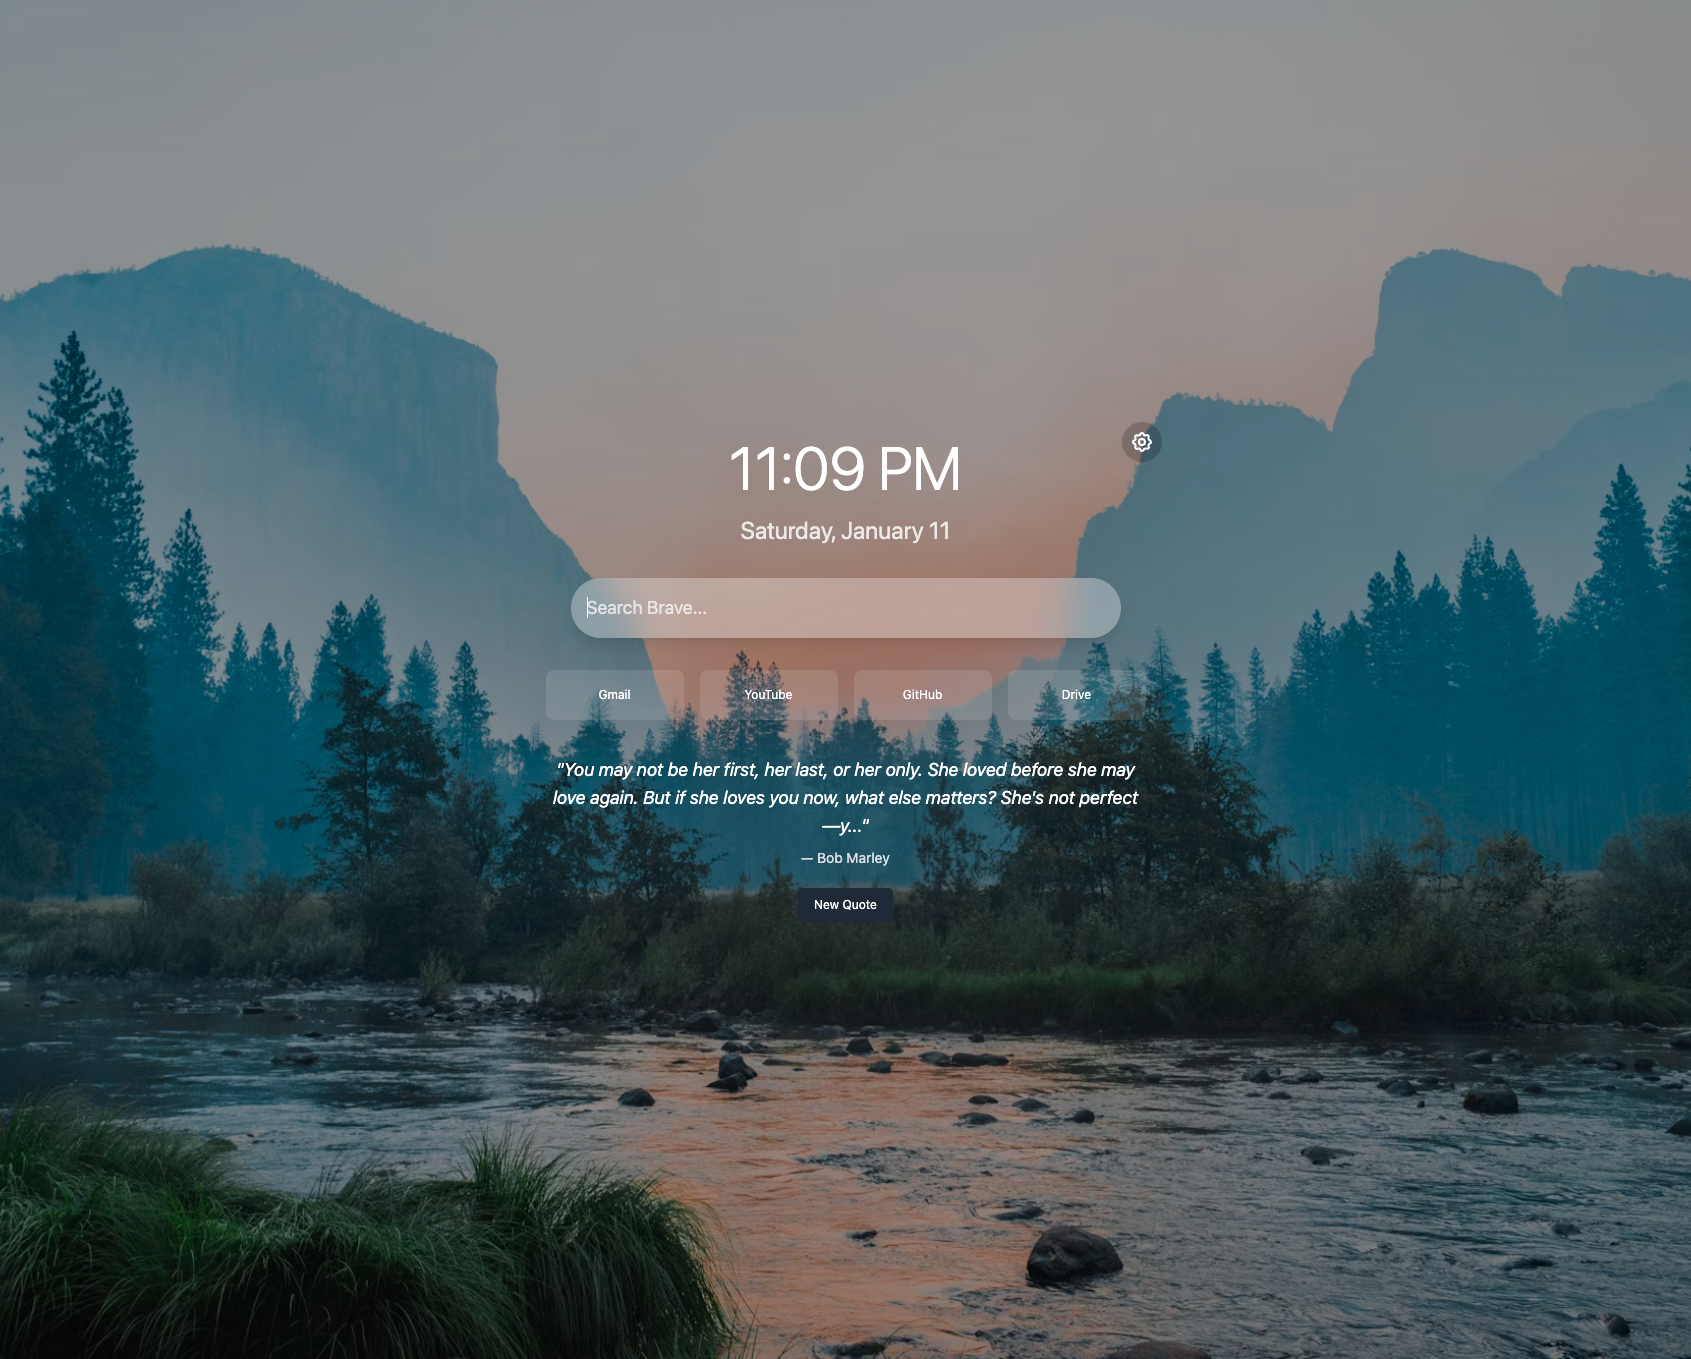 11:09 PM
Saturday, January 11
Search Brave...
Gmail
YouTube
GitHub
Drive
"You may not be her first, her last, or her only. She loved before she may
love again. But if she loves you now, what else matters? She's not perfect
—y..."
— Bob Marley
New Quote